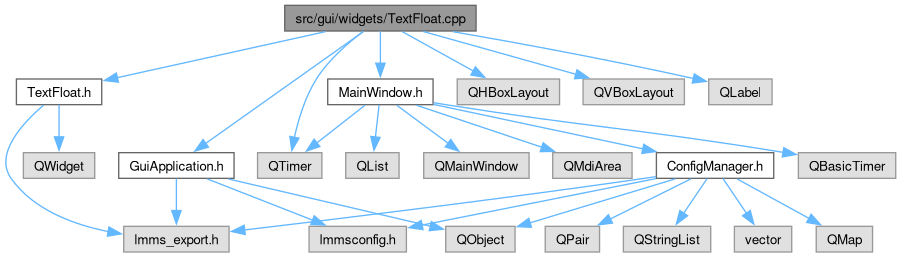 src/gui/widgets/TextFloat.cpp
TextFloat.h
MainWindow.h
QHBoxLayout
QVBoxLayout
QLabel
QWidget
GuiApplication.h
QTimer
QList
QMainWindow
QMdiArea
ConfigManager.h
QBasicTimer
lmms_export.h
lmmsconfig.h
QObject
QPair
QStringList
vector
QMap